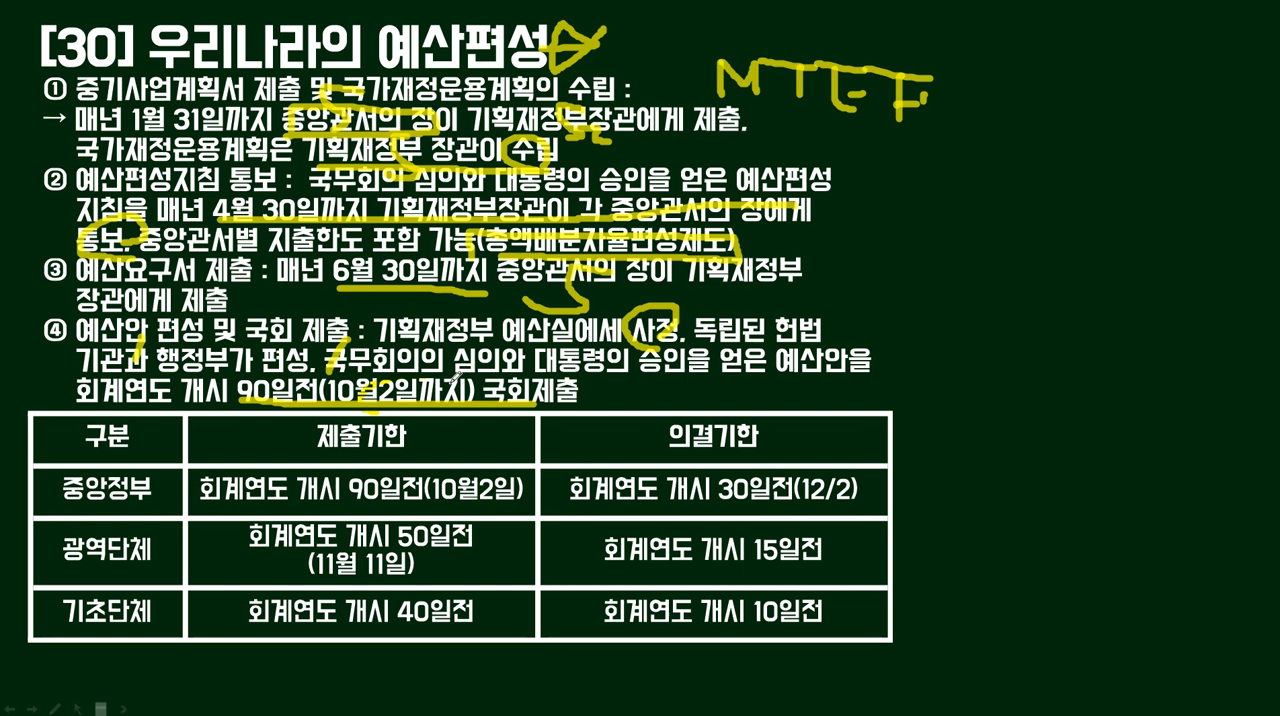 [30] 우리나라의 예산편성
MTEF
① 중기사업계획서 제출 및 국가재정운용계획의 수립 :
→ 매년 1월 31일까지 중앙관서의 장이 기획재정부장관에게 제출.
국가재정운용계획은 기획재정부 장관이 수립
② 예산편성지침 통보 : 국무회의 심의와 대통령의 승인을 얻은 예산편성
지침을 매년 4월 30일까지 기획재정부장관이 각 중앙관서의 장에게
통보. 중앙관서별 지출한도 포함 가능(총액배분자율편성제도)
③ 예산요구서 제출 : 매년 6월 30일까지 중앙관서의 장이 기획재정부
장관에게 제출
④ 예산안 편성 및 국회 제출 : 기획재정부 예산실에세 사정. 독립된 헌법
기관과 행정부가 편성. 국무회의의 심의와 대통령의 승인을 얻은 예산안을
회계연도 개시 90일전(10월2일까지) 국회제출
구분 제출기한 의결기한
중앙정부 회계연도 개시 90일전(10월2일) 회계연도 개시 30일전(12/2)
광역단체 회계연도 개시 50일전 회계연도 개시 15일전
(11월 11일)
기초단체 회계연도 개시 40일전 회계연도 개시 10일전